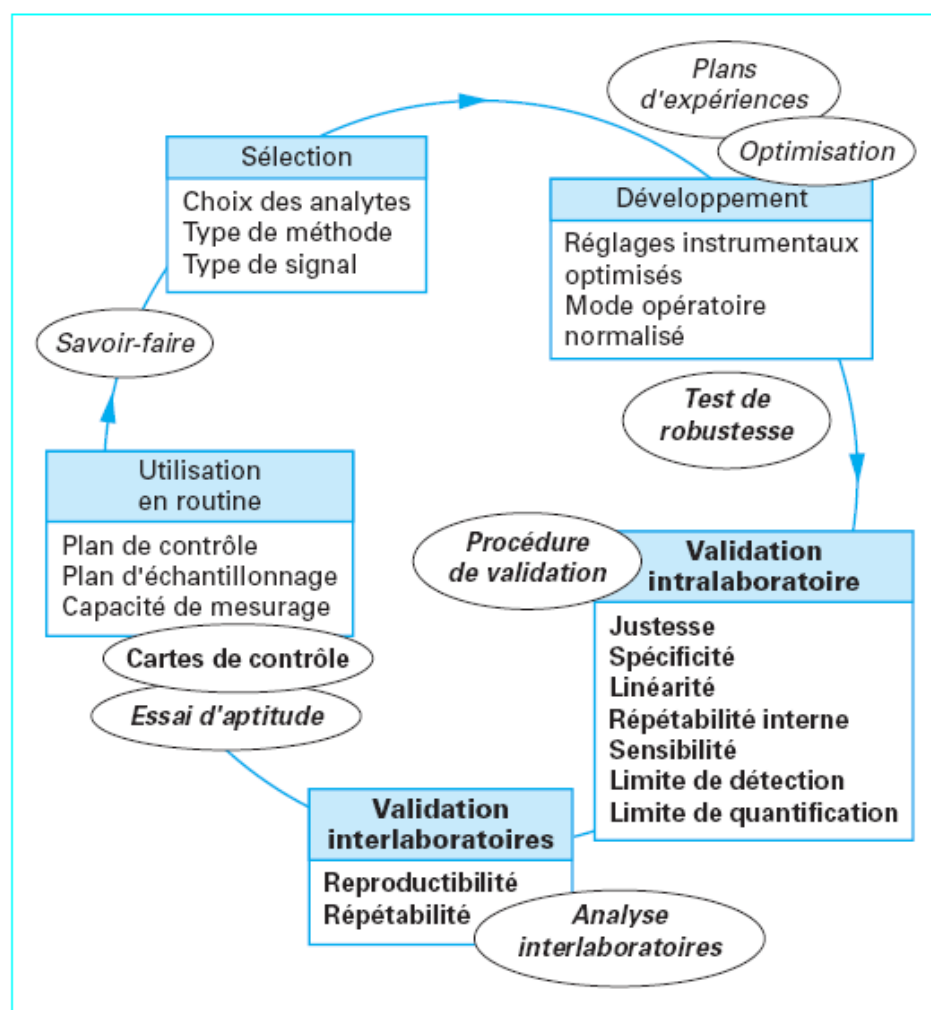 Plans
d'expériences
Optimisation
Sélection
Choix des analytes
Type de méthode
Type de signal
Développement
Réglages instrumentaux
optimisés
Mode opératoire
normalisé
Savoir-faire
Test de
robustesse
Utilisation
en routine
Plan de contrôle
Plan d'échantillonnage
Capacité de mesurage
Procédure
de validation
Validation
intralaboratoire
Justesse
Spécificité
Linéarité
Répétabilité interne
Sensibilité
Limite de détection
Limite de quantification
Cartes de contrôle
Essai d'aptitude
Validation
interlaboratoires
Reproductibilité
Répétabilité
Analyse
interlaboratoires